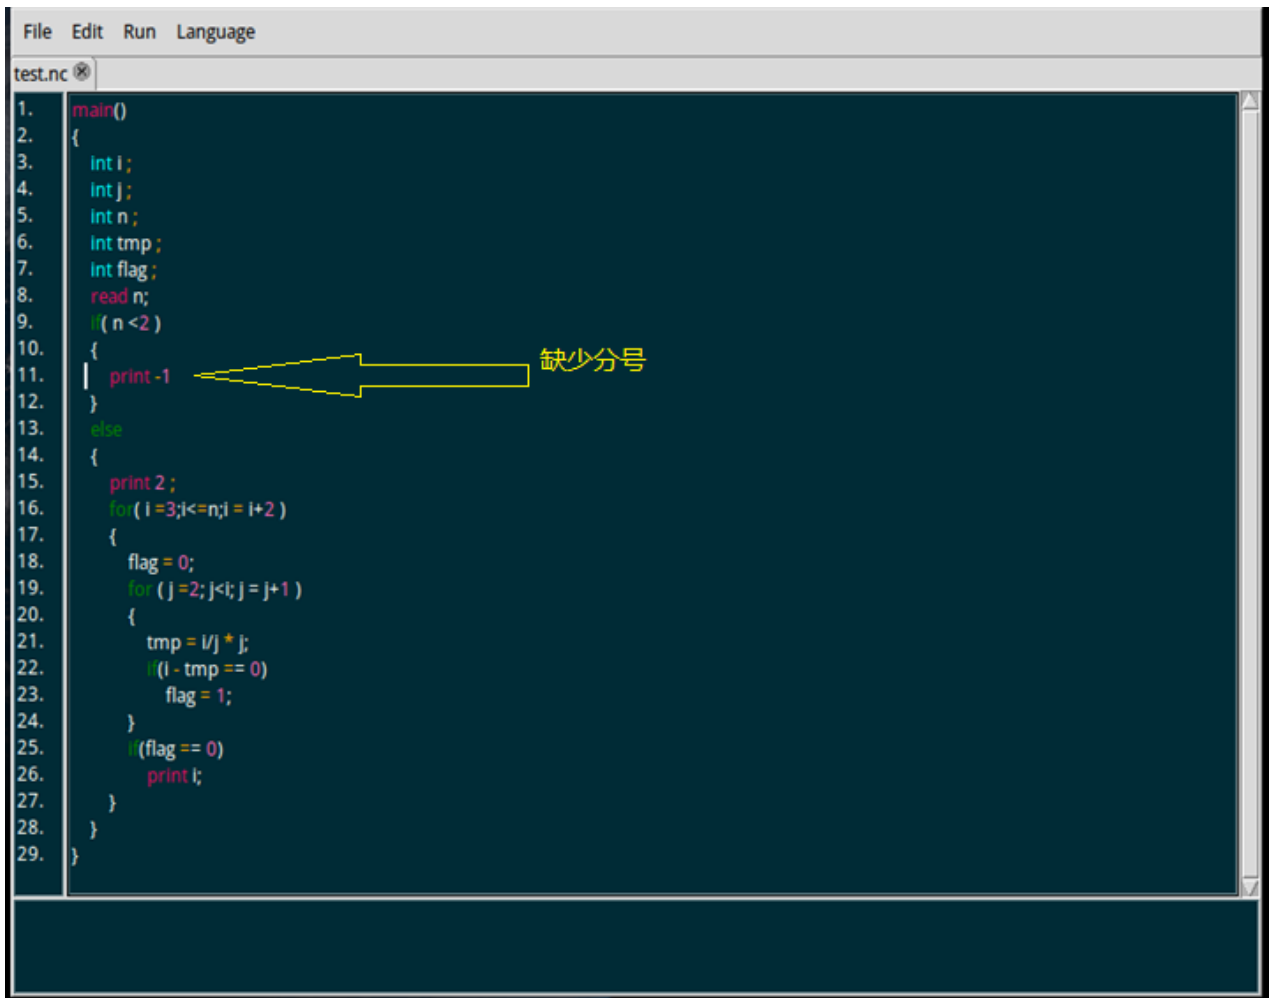 File Edit Run Language
test.nc
1. main()
2. {
3. int i ;
4. int j ;
5. int n ;
6. int tmp ;
7. int flag ;
8. read n;
9. if( n <2 )
10. {
11. print -1 缺少分号
12. }
13. else
14. {
15. print 2 ;
16. for( i =3;i<=n;i = i+2 )
17. {
18. flag = 0;
19. for ( j =2; j<i; j = j+1 )
20. {
21. tmp = i/j * j;
22. if(i - tmp == 0)
23. flag = 1;
24. }
25. if(flag == 0)
26. print i;
27. }
28. }
29. }